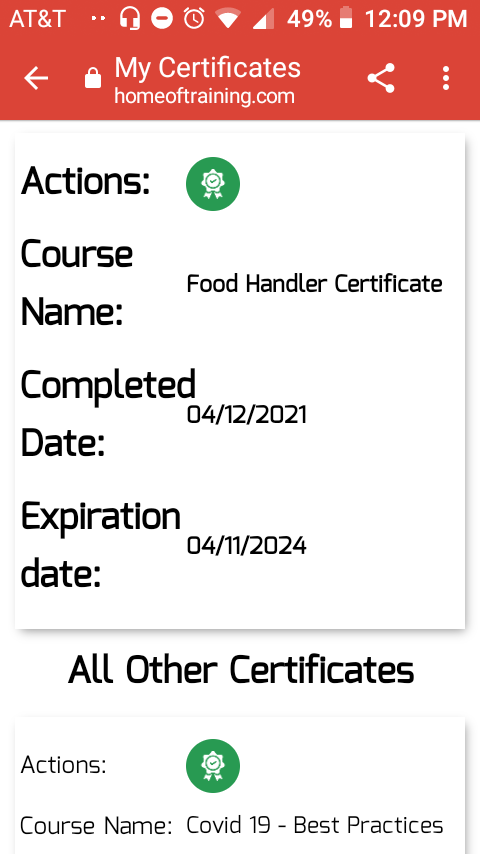 AT&T 49% 12:09 PM
My Certificates
homeoftraining.com
Actions:
Course Name: Food Handler Certificate
Completed Date: 04/12/2021
Expiration date: 04/11/2024
All Other Certificates
Actions:
Course Name: Covid 19 - Best Practices